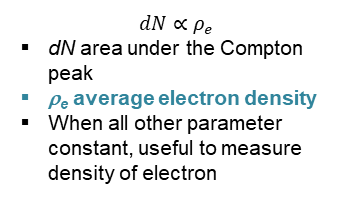 dN ∝ ρₑ
▪ dN area under the Compton
peak
▪ ρₑ average electron density
▪ When all other parameter
constant, useful to measure
density of electron